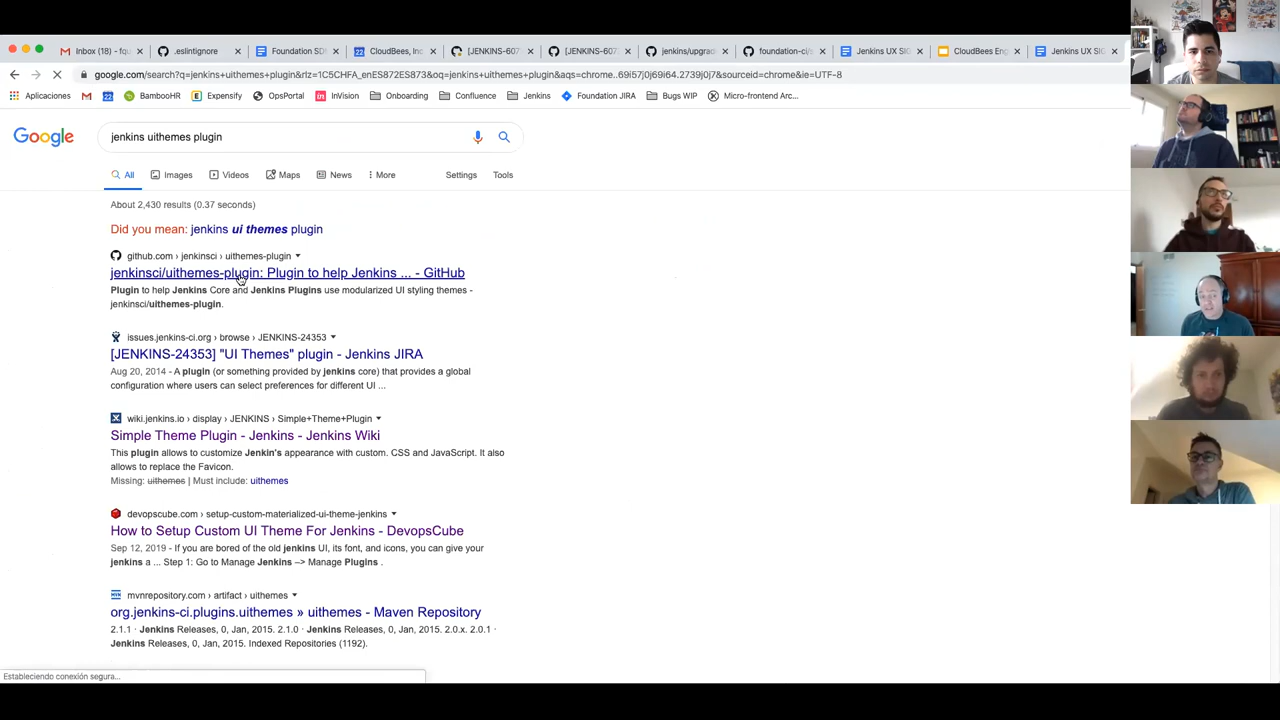 Inbox (18) - fqu
.eslintignore
Foundation SDI
CloudBees, Inc
[JENKINS-607
[JENKINS-607
jenkins/upgrad
foundation-ci/s
Jenkins UX SIG
CloudBees Eng
Jenkins UX SIG
google.com/search?q=jenkins+uithemes+plugin&rlz=1C5CHFA_enES872ES873&oq=jenkins+uithemes+plugin&aqs=chrome..69i57j0j69i64.2739j0j7&sourceid=chrome&ie=UTF-8
Aplicaciones
22
BambooHR
Expensify
OpsPortal
InVision
Onboarding
Confluence
Jenkins
Foundation JIRA
Bugs WIP
Micro-frontend Arc...
Google
jenkins uithemes plugin
All
Images
Videos
Maps
News
More
Settings
Tools
About 2,430 results (0.37 seconds)
Did you mean: jenkins ui themes plugin
github.com › jenkinsci › uithemes-plugin
jenkinsci/uithemes-plugin: Plugin to help Jenkins ... - GitHub
Plugin to help Jenkins Core and Jenkins Plugins use modularized UI styling themes -
jenkinsci/uithemes-plugin.
issues.jenkins-ci.org › browse › JENKINS-24353
[JENKINS-24353] "UI Themes" plugin - Jenkins JIRA
Aug 20, 2014 - A plugin (or something provided by jenkins core) that provides a global
configuration where users can select preferences for different UI ...
wiki.jenkins.io › display › JENKINS › Simple+Theme+Plugin
Simple Theme Plugin - Jenkins - Jenkins Wiki
This plugin allows to customize Jenkin's appearance with custom. CSS and JavaScript. It also
allows to replace the Favicon.
Missing: uithemes | Must include: uithemes
devopscube.com › setup-custom-materialized-ui-theme-jenkins
How to Setup Custom UI Theme For Jenkins - DevopsCube
Sep 12, 2019 - If you are bored of the old jenkins UI, its font, and icons, you can give your
jenkins a ... Step 1: Go to Manage Jenkins –> Manage Plugins .
mvnrepository.com › artifact › uithemes
org.jenkins-ci.plugins.uithemes » uithemes - Maven Repository
2.1.1 · Jenkins Releases, 0, Jan, 2015. 2.1.0 · Jenkins Releases, 0, Jan, 2015. 2.0.x. 2.0.1 ·
Jenkins Releases, 0, Jan, 2015. Indexed Repositories (1192).
Estableciendo conexión segura...